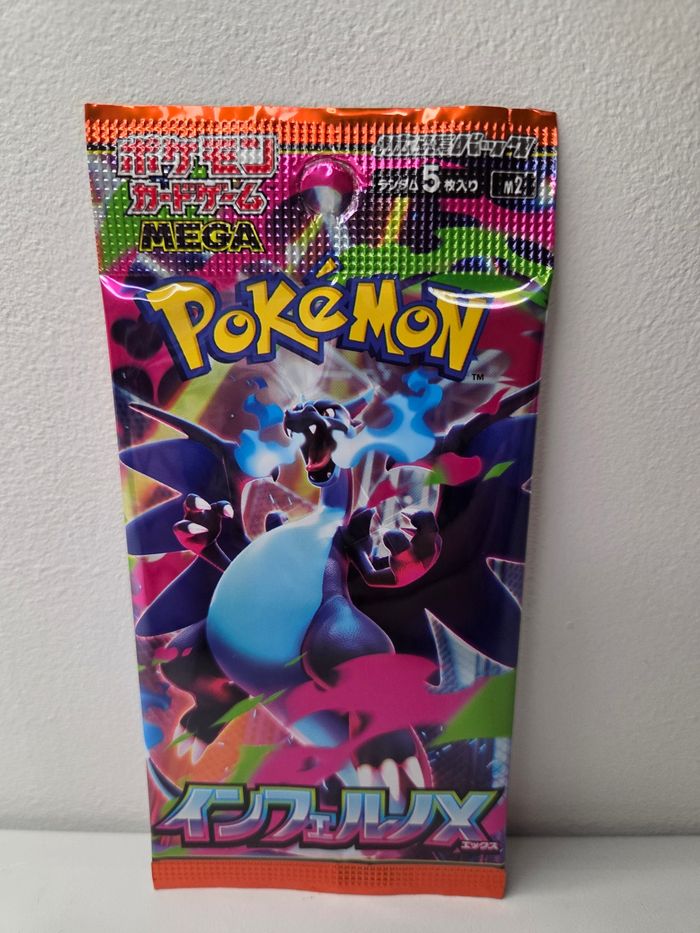 ポケモン
カードゲーム
MEGA
拡張パック
ランダム5枚入り M2
POKéMON
TM
インフェルノX
エックス